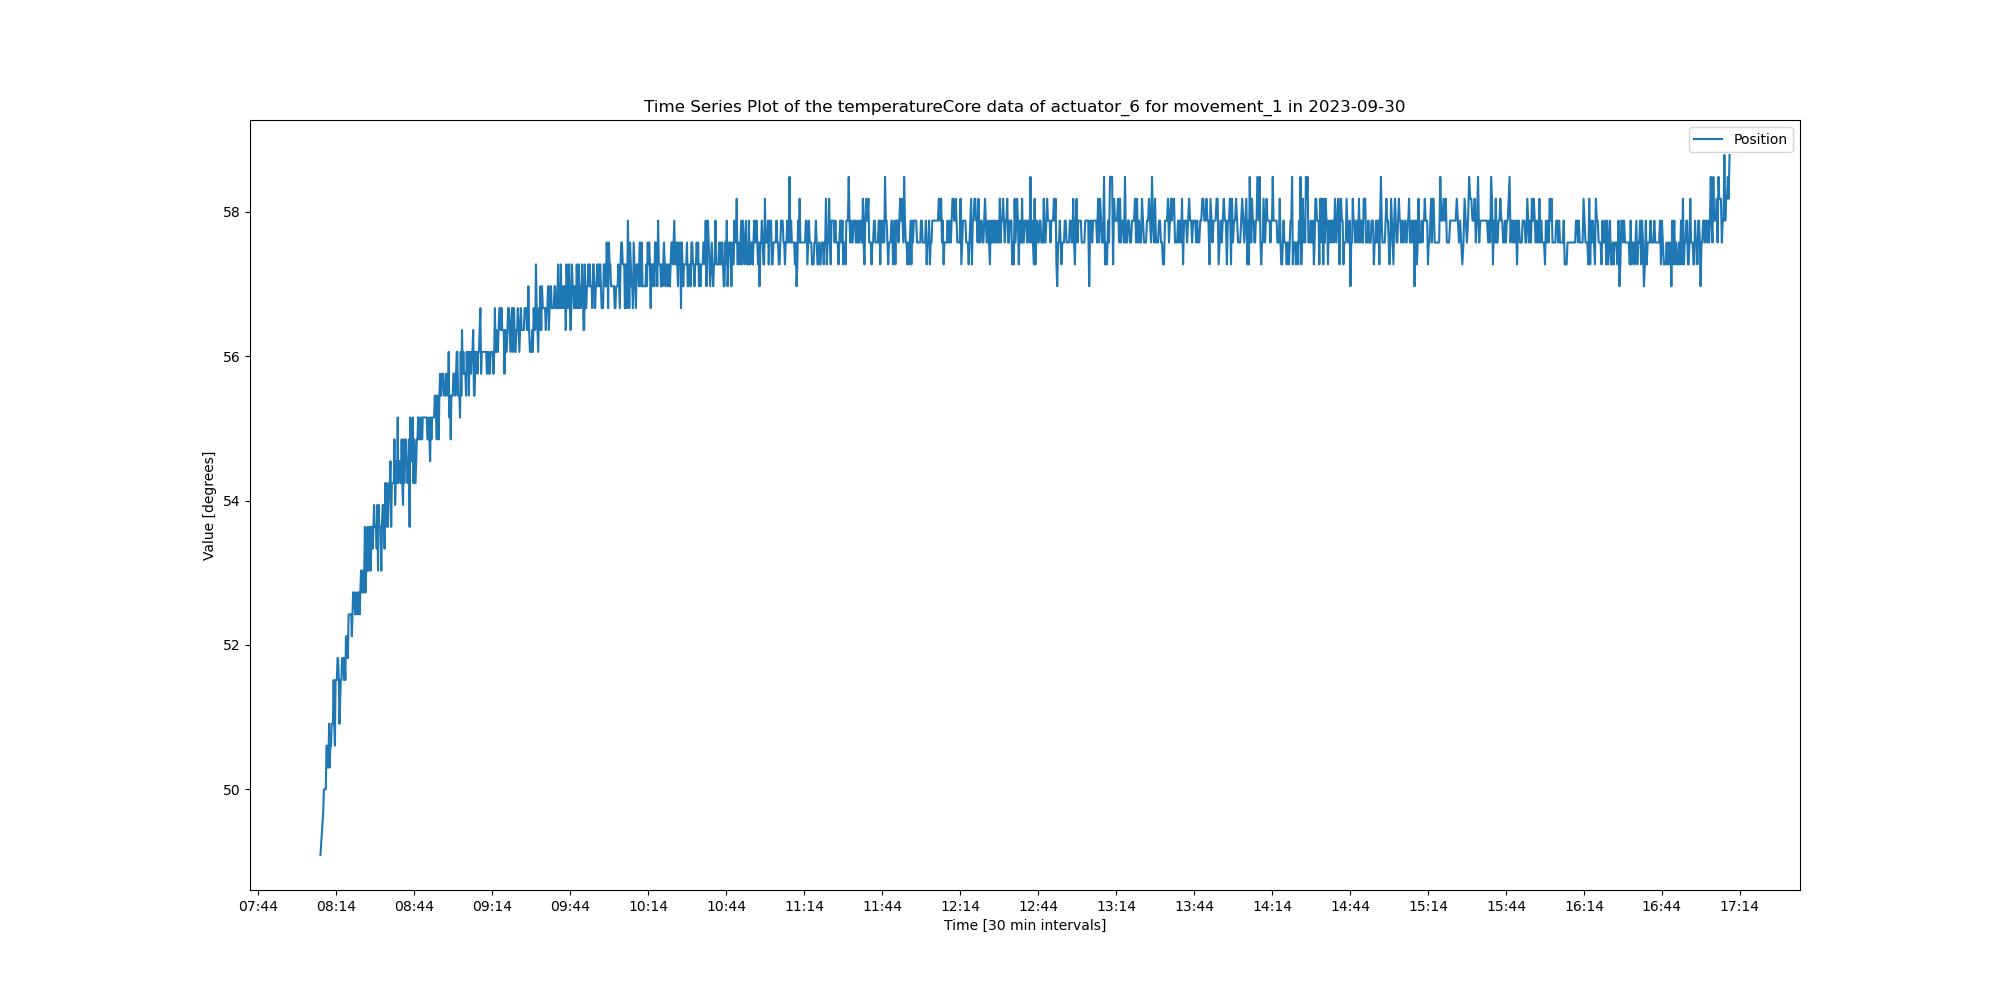 Time Series Plot of the temperatureCore data of actuator_6 for movement_1 in 2023-09-30
Position
58
56
54
52
50
Value [degrees]
07:44 08:14 08:44 09:14 09:44 10:14 10:44 11:14 11:44 12:14 12:44 13:14 13:44 14:14 14:44 15:14 15:44 16:14 16:44 17:14
Time [30 min intervals]